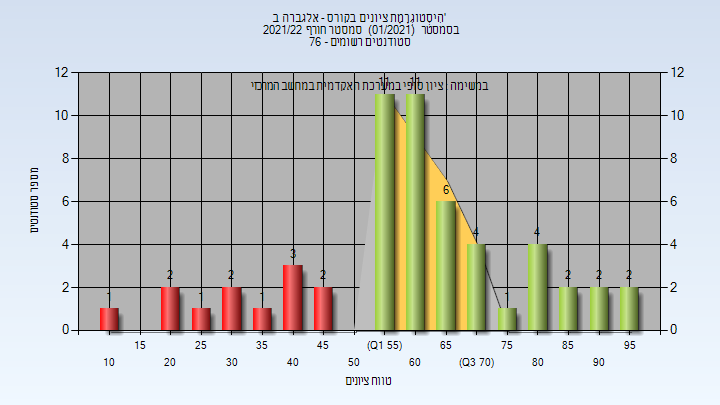 היסטוגרמת ציונים בקורס - אלגברה ב'
בסמסטר (01/2021) סמסטר חורף 2021/22
סטודנטים רשומים - 76
במשימה ציון סופי במערכת האקדמית במחשב המרכזי
מספר סטודנטים
12 12
10 10
8 8
6 6
4 4
2 2
0 0
1 2 1 2 1 3 2 11 11 6 4 1 4 2 2 2
15 25 35 45 (Q1 55) 65 75 85 95
10 20 30 40 50 60 (Q3 70) 80 90
טווח ציונים